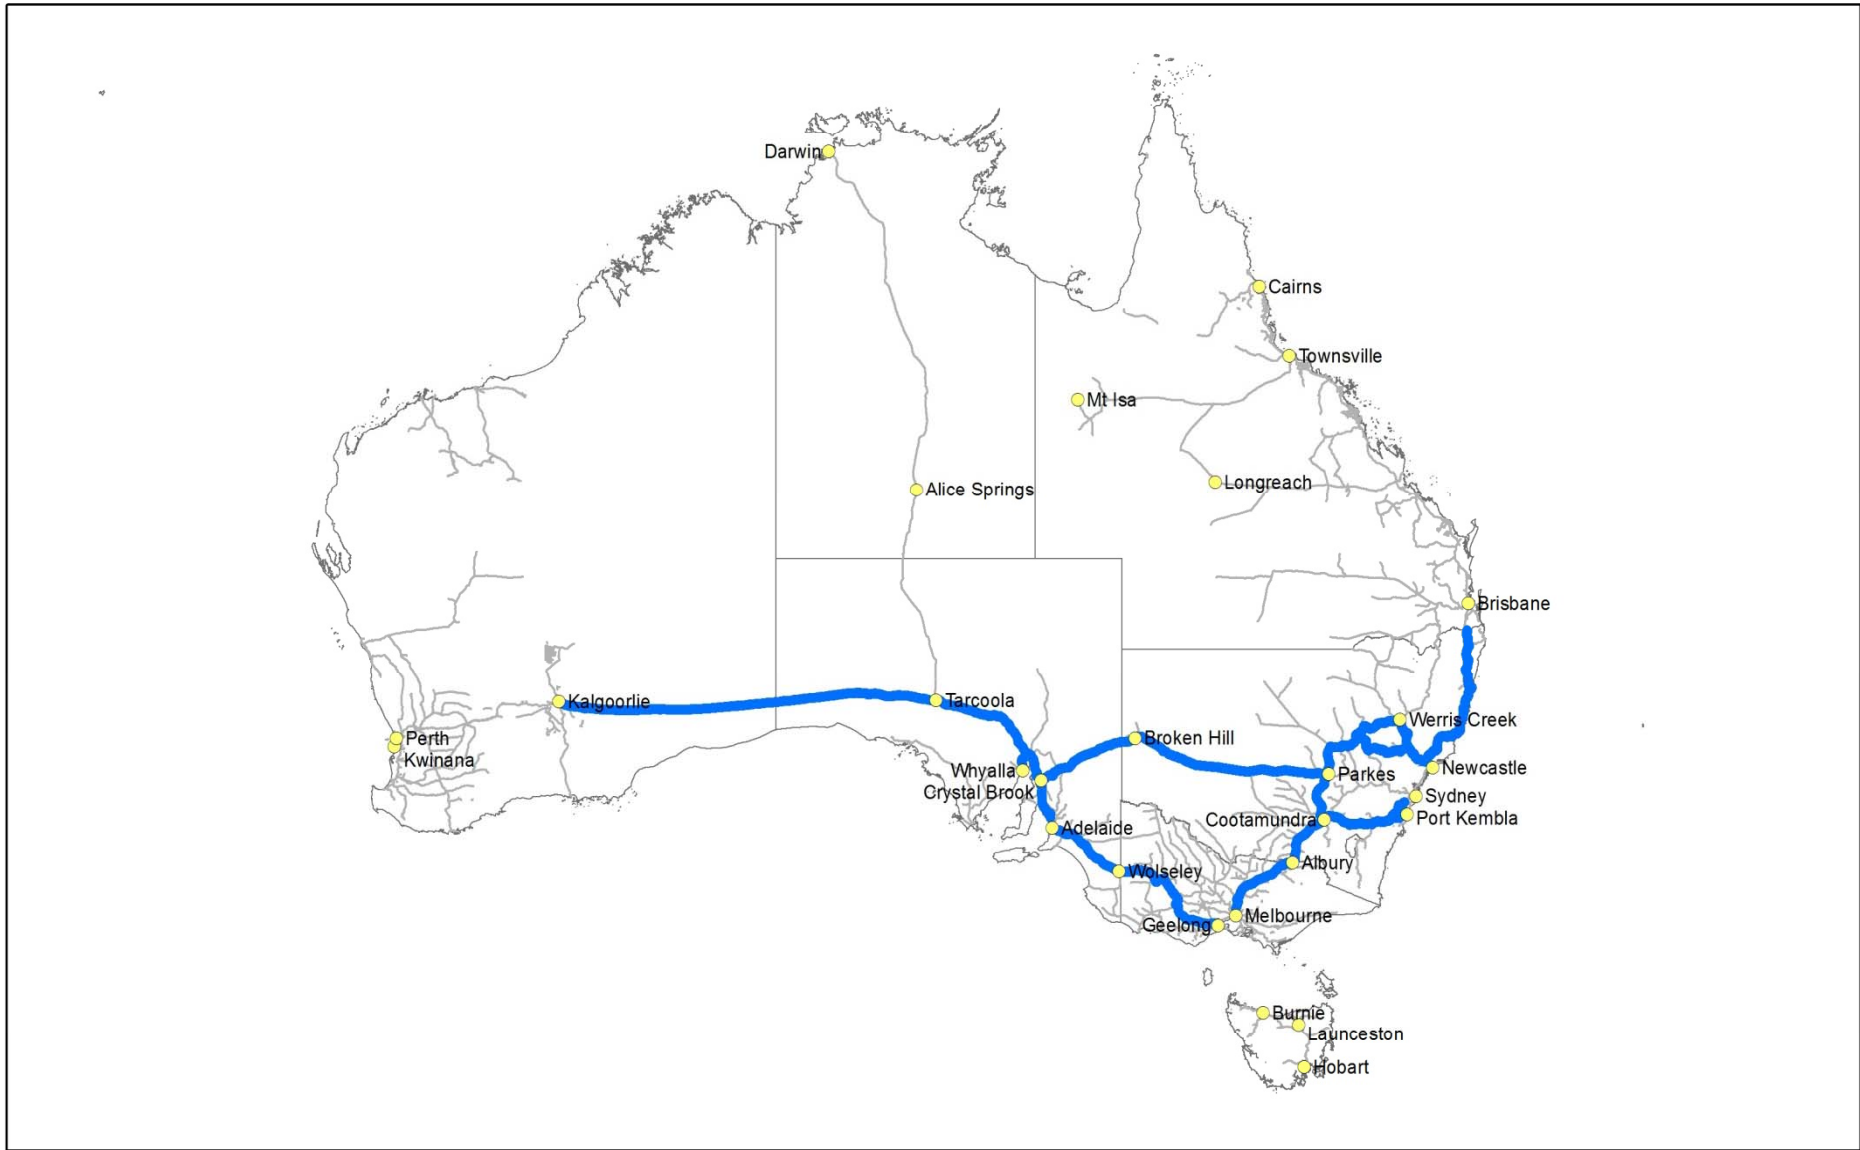 Darwin
Cairns
Townsville
Mt Isa
Longreach
Alice Springs
Brisbane
Kalgoorlie
Tarcoola
Werris Creek
Perth
Broken Hill
Kwinana
Whyalla
Newcastle
Parkes
Crystal Brook
Sydney
Port Kembla
Cootamundra
Adelaide
Albury
Wolseley
Melbourne
Geelong
Burnie
Launceston
Hobart